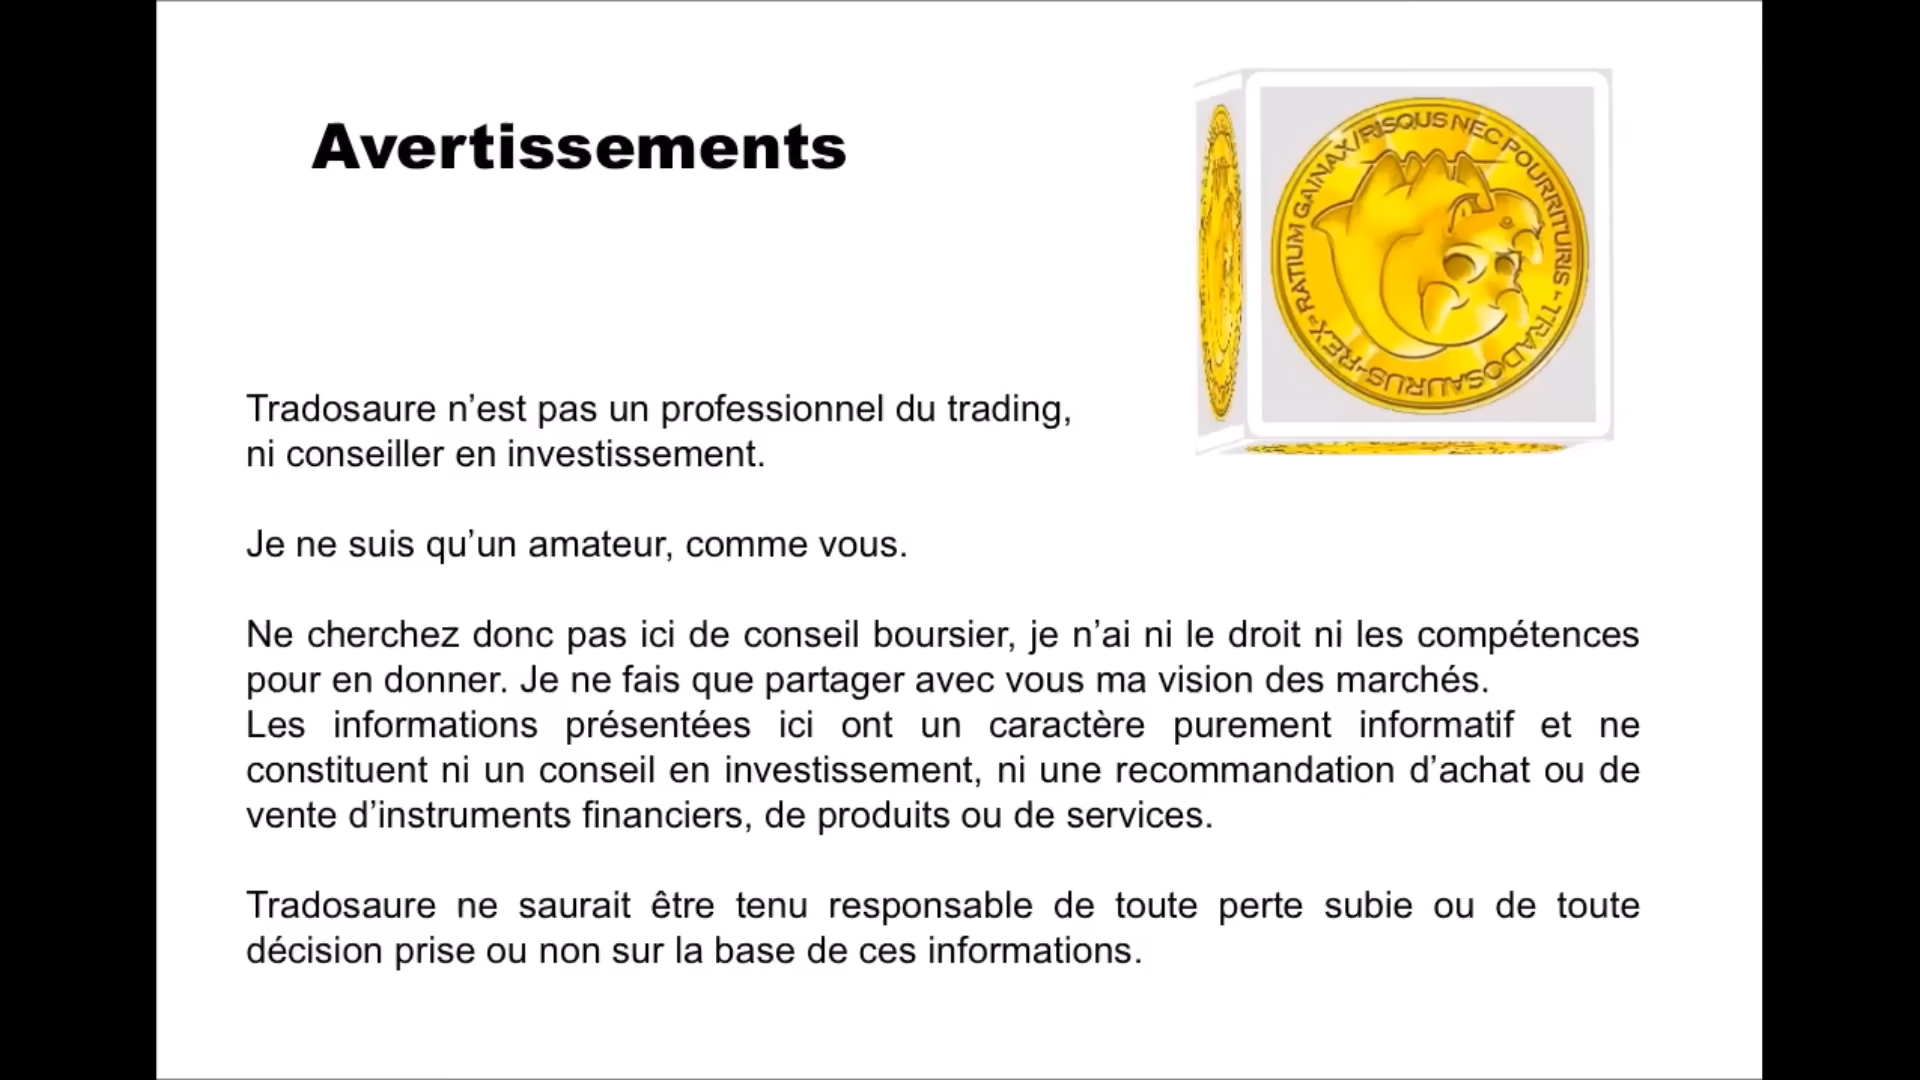 Avertissements
RATIUM GAINAX/RISQUS NEC POURRITURIS - TRADOSAURUS-REX-
Tradosaure n’est pas un professionnel du trading,
ni conseiller en investissement.
Je ne suis qu’un amateur, comme vous.
Ne cherchez donc pas ici de conseil boursier, je n’ai ni le droit ni les compétences
pour en donner. Je ne fais que partager avec vous ma vision des marchés.
Les informations présentées ici ont un caractère purement informatif et ne
constituent ni un conseil en investissement, ni une recommandation d’achat ou de
vente d’instruments financiers, de produits ou de services.
Tradosaure ne saurait être tenu responsable de toute perte subie ou de toute
décision prise ou non sur la base de ces informations.